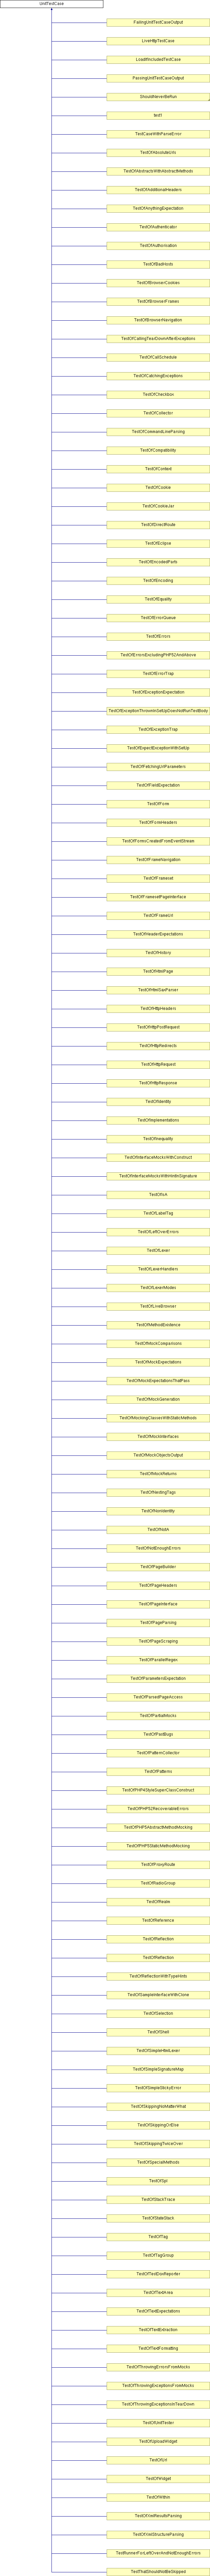 UnitTestCase
FailingUnitTestCaseOutput
LiveHttpTestCase
LoadIfIncludedTestCase
PassingUnitTestCaseOutput
ShouldNeverBeRun
test1
TestCaseWithParseError
TestOfAbsoluteUrls
TestOfAbstractsWithAbstractMethods
TestOfAdditionalHeaders
TestOfAnythingExpectation
TestOfAuthenticator
TestOfAuthorisation
TestOfBadHosts
TestOfBrowserCookies
TestOfBrowserFrames
TestOfBrowserNavigation
TestOfCallingTearDownAfterExceptions
TestOfCallSchedule
TestOfCatchingExceptions
TestOfCheckbox
TestOfCollector
TestOfCommandLineParsing
TestOfCompatibility
TestOfContext
TestOfCookie
TestOfCookieJar
TestOfDirectRoute
TestOfEclipse
TestOfEncodedParts
TestOfEncoding
TestOfEquality
TestOfErrorQueue
TestOfErrors
TestOfErrorsExcludingPHP52AndAbove
TestOfErrorTrap
TestOfExceptionExpectation
TestOfExceptionThrownInSetUpDoesNotRunTestBody
TestOfExceptionTrap
TestOfExpectExceptionWithSetUp
TestOfFetchingUrlParameters
TestOfFieldExpectation
TestOfForm
TestOfFormHeaders
TestOfFormsCreatedFromEventStream
TestOfFrameNavigation
TestOfFrameset
TestOfFramesetPageInterface
TestOfFrameUrl
TestOfHeaderExpectations
TestOfHistory
TestOfHtmlPage
TestOfHtmlSaxParser
TestOfHttpHeaders
TestOfHttpPostRequest
TestOfHttpRedirects
TestOfHttpRequest
TestOfHttpResponse
TestOfIdentity
TestOfImplementations
TestOfInequality
TestOfInterfaceMocksWithConstruct
TestOfInterfaceMocksWithHintInSignature
TestOfIsA
TestOfLabelTag
TestOfLeftOverErrors
TestOfLexer
TestOfLexerHandlers
TestOfLexerModes
TestOfLiveBrowser
TestOfMethodExistence
TestOfMockComparisons
TestOfMockExpectations
TestOfMockExpectationsThatPass
TestOfMockGeneration
TestOfMockingClassesWithStaticMethods
TestOfMockInterfaces
TestOfMockObjectsOutput
TestOfMockReturns
TestOfNestingTags
TestOfNonIdentity
TestOfNotA
TestOfNotEnoughErrors
TestOfPageBuilder
TestOfPageHeaders
TestOfPageInterface
TestOfPageParsing
TestOfPageScraping
TestOfParallelRegex
TestOfParametersExpectation
TestOfParsedPageAccess
TestOfPartialMocks
TestOfPastBugs
TestOfPatternCollector
TestOfPatterns
TestOfPHP4StyleSuperClassConstruct
TestOfPHP52RecoverableErrors
TestOfPHP5AbstractMethodMocking
TestOfPHP5StaticMethodMocking
TestOfProxyRoute
TestOfRadioGroup
TestOfRealm
TestOfReference
TestOfReflection
TestOfReflection
TestOfReflectionWithTypeHints
TestOfSampleInterfaceWithClone
TestOfSelection
TestOfShell
TestOfSimpleHtmlLexer
TestOfSimpleSignatureMap
TestOfSimpleStickyError
TestOfSkippingNoMatterWhat
TestOfSkippingOrElse
TestOfSkippingTwiceOver
TestOfSpecialMethods
TestOfSpl
TestOfStackTrace
TestOfStateStack
TestOfTag
TestOfTagGroup
TestOfTestDoxReporter
TestOfTextArea
TestOfTextExpectations
TestOfTextExtraction
TestOfTextFormatting
TestOfThrowingErrorsFromMocks
TestOfThrowingExceptionsFromMocks
TestOfThrowingExceptionsInTearDown
TestOfUnitTester
TestOfUploadWidget
TestOfUrl
TestOfWidget
TestOfWithin
TestOfXmlResultsParsing
TestOfXmlStructureParsing
TestRunnerForLeftOverAndNotEnoughErrors
TestThatShouldNotBeSkipped